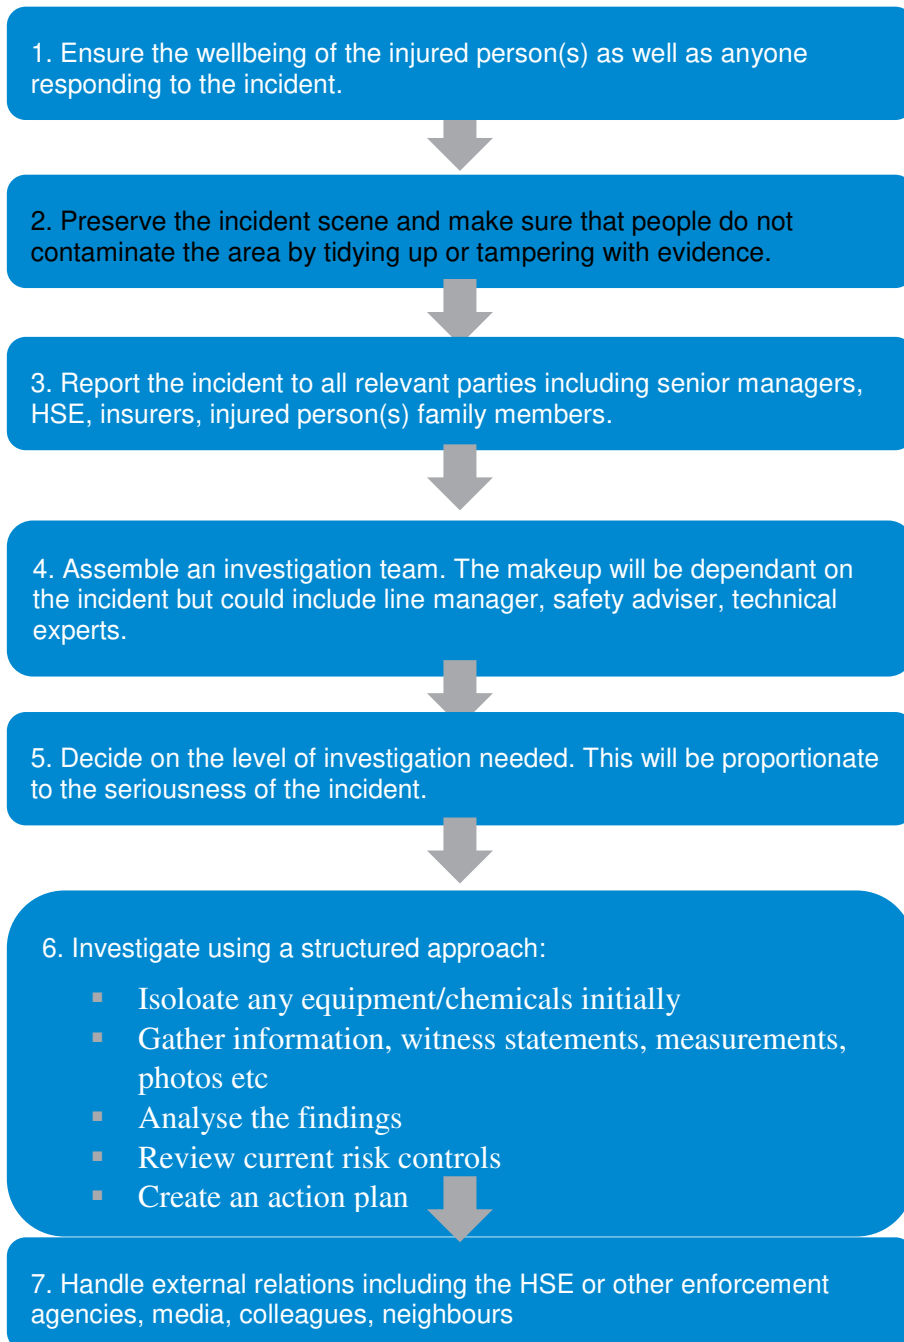 1. Ensure the wellbeing of the injured person(s) as well as anyone
responding to the incident.
2. Preserve the incident scene and make sure that people do not
contaminate the area by tidying up or tampering with evidence.
3. Report the incident to all relevant parties including senior managers,
HSE, insurers, injured person(s) family members.
4. Assemble an investigation team. The makeup will be dependant on
the incident but could include line manager, safety adviser, technical
experts.
5. Decide on the level of investigation needed. This will be proportionate
to the seriousness of the incident.
6. Investigate using a structured approach:
▪ Isoloate any equipment/chemicals initially
▪ Gather information, witness statements, measurements,
photos etc
▪ Analyse the findings
▪ Review current risk controls
▪ Create an action plan
7. Handle external relations including the HSE or other enforcement
agencies, media, colleagues, neighbours